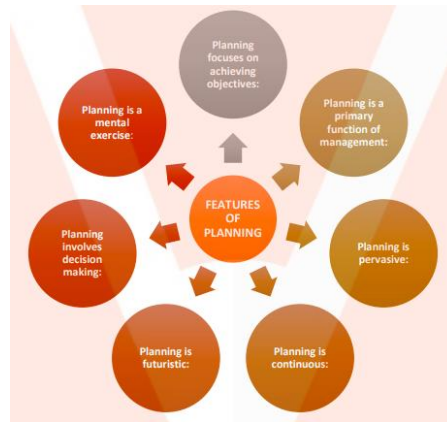 Planning
focuses on
achieving
objectives:
Planning is a
primary
function of
management:
Planning is
pervasive:
Planning is
continuous:
Planning is
futuristic:
Planning
involves
decision
making:
Planning is a
mental
exercise:
FEATURES
OF
PLANNING